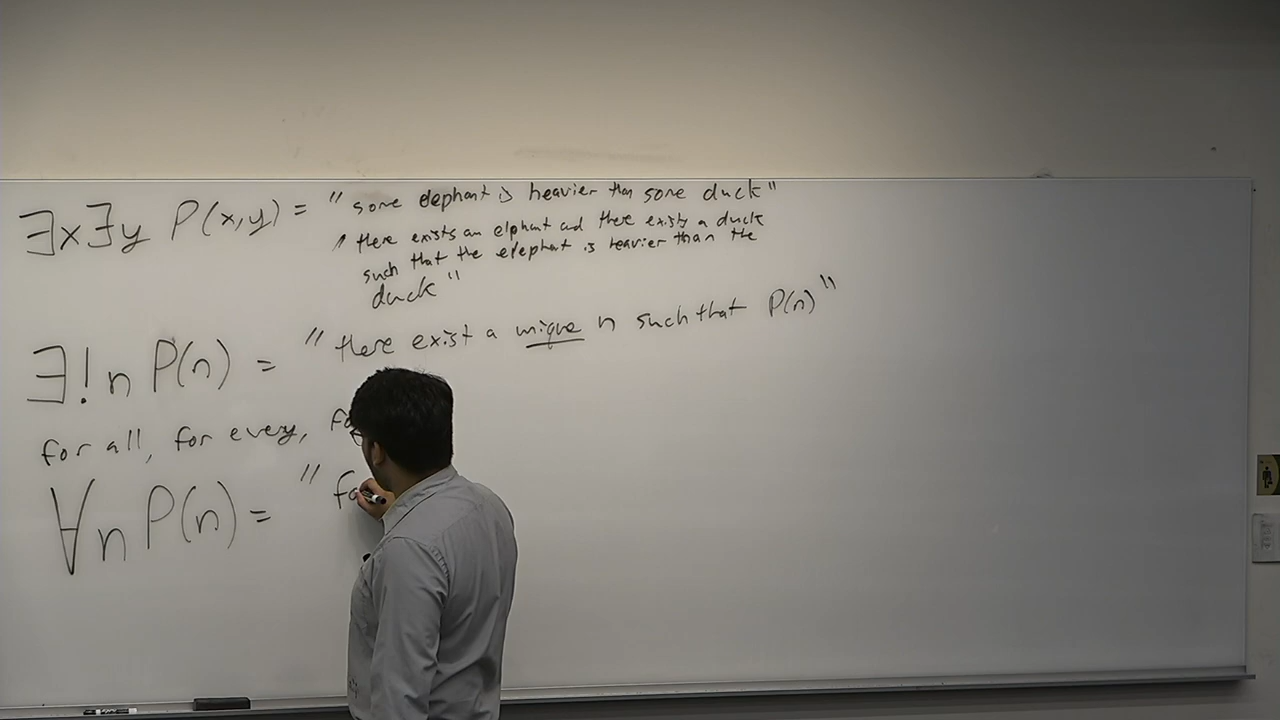 ∃x∃y P(x,y) = "some elephant is heavier than some duck"
"there exists an elphant and there exists a duck
such that the elephant is heavier than the
duck"
∃!n P(n) = "there exist a unique n such that P(n)"
for all, for every, fo
∀n P(n) = "fo